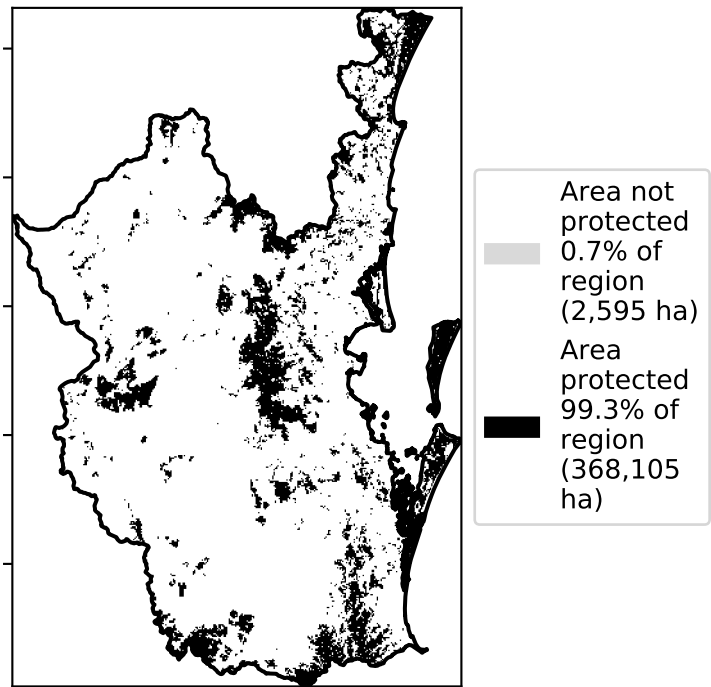 Area not
protected
0.7% of
region
(2,595 ha)
Area
protected
99.3% of
region
(368,105
ha)